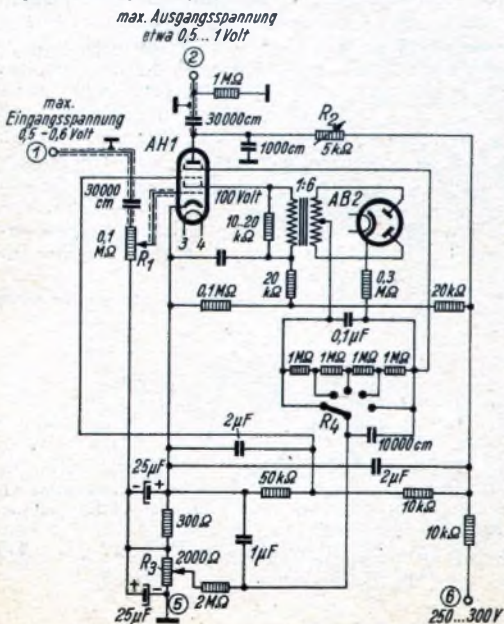 max. Ausgangsspannung
etwa 0,5... 1 Volt
2
1MΩ
max.
Eingangsspannung
0,5 - 0,6 Volt
1
AH1
30000cm
R2
5kΩ
1000cm
30000
cm
100 Volt
1:6
AB2
10...20
kΩ
0,1
MΩ
R1
3 4
20
kΩ
0,3
MΩ
0,1MΩ
20kΩ
0,1µF
1MΩ 1MΩ 1MΩ 1MΩ
R4
2µF
10000cm
25µF
- +
2µF
50kΩ
10kΩ
300Ω
10kΩ
1µF
R3
2000Ω
+ -
2MΩ
5
6
25µF
250...300V